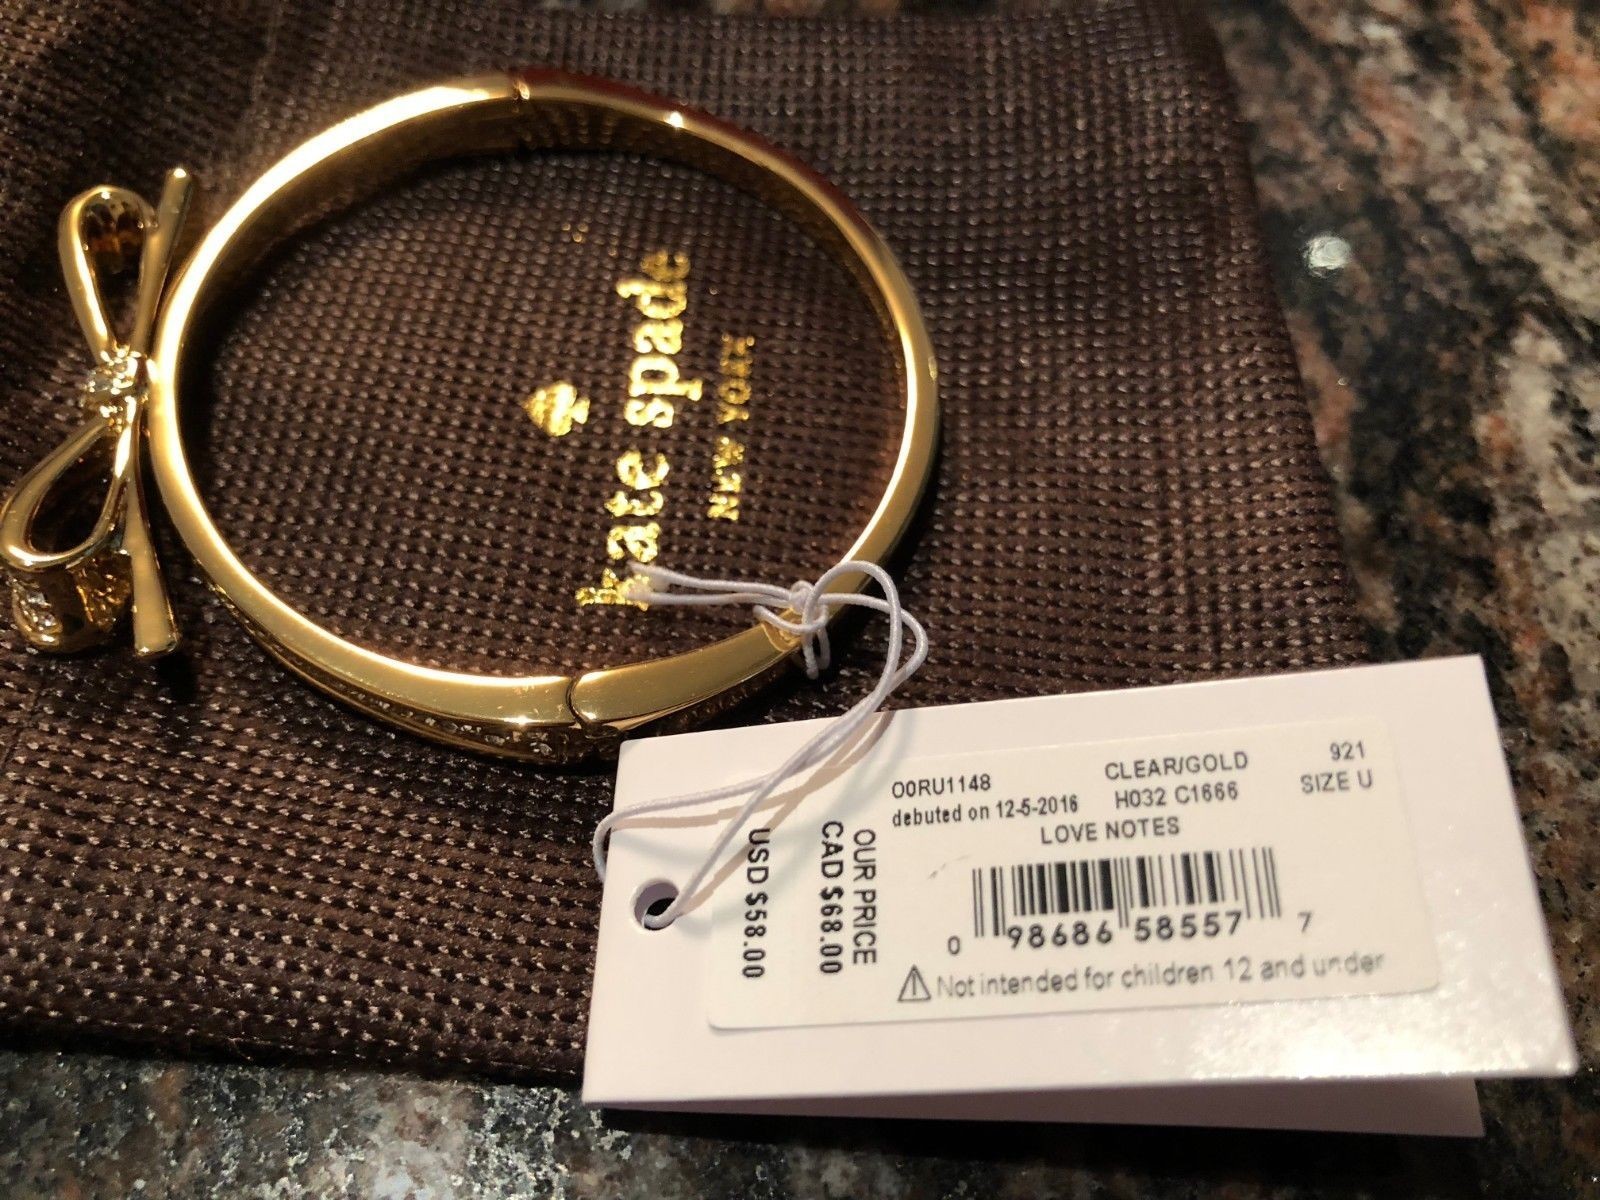 kate spade
NEW YORK
O0RU1148
CLEAR/GOLD
921
debuted on 12-5-2016
H032 C1666
SIZE U
LOVE NOTES
OUR PRICE
CAD $68.00
USD $58.00
0 98686 58557 7
Not intended for children 12 and under